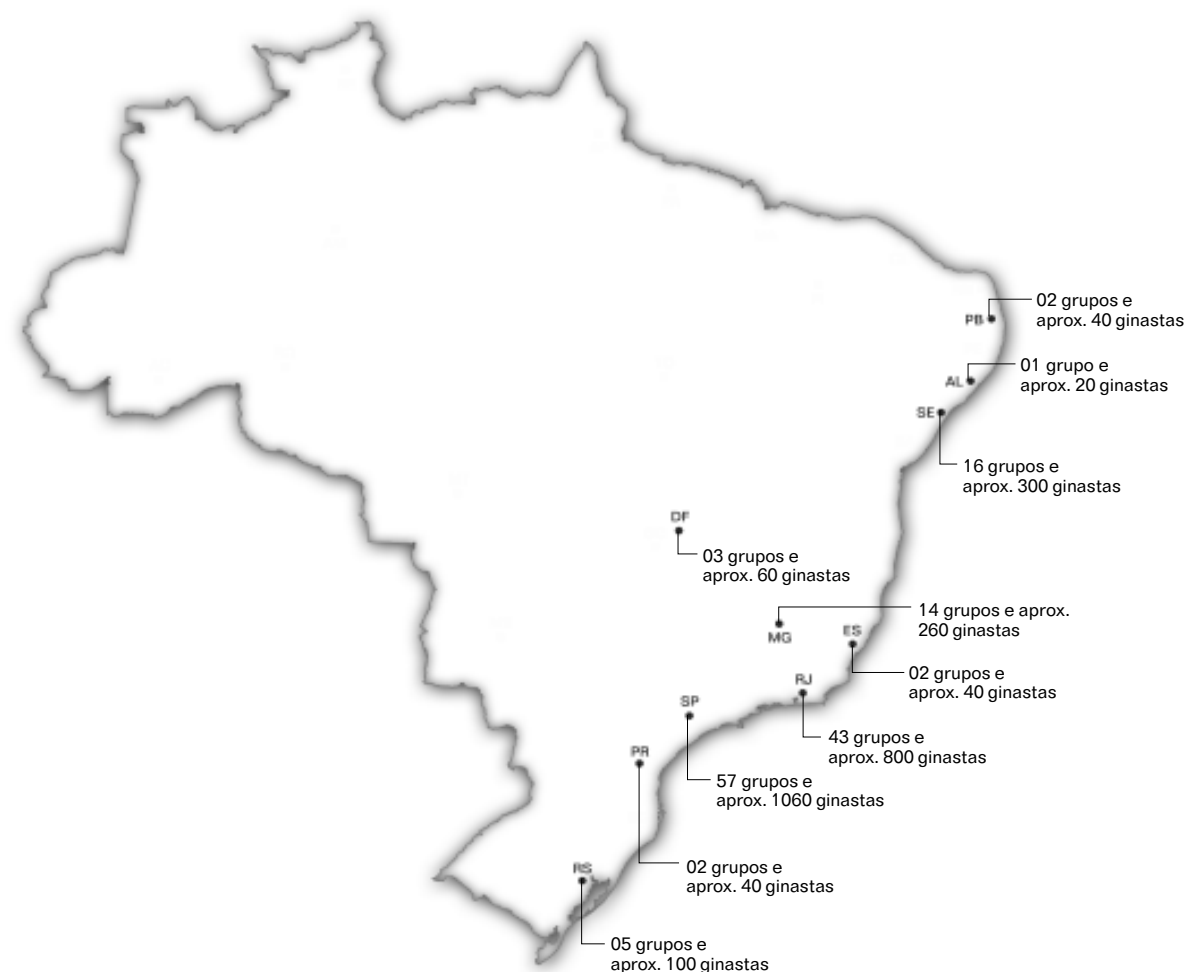 PB
02 grupos e
aprox. 40 ginastas
AL
01 grupo e
aprox. 20 ginastas
SE
16 grupos e
aprox. 300 ginastas
DF
03 grupos e
aprox. 60 ginastas
MG
14 grupos e aprox.
260 ginastas
ES
02 grupos e
aprox. 40 ginastas
RJ
43 grupos e
aprox. 800 ginastas
SP
57 grupos e
aprox. 1060 ginastas
PR
02 grupos e
aprox. 40 ginastas
RS
05 grupos e
aprox. 100 ginastas